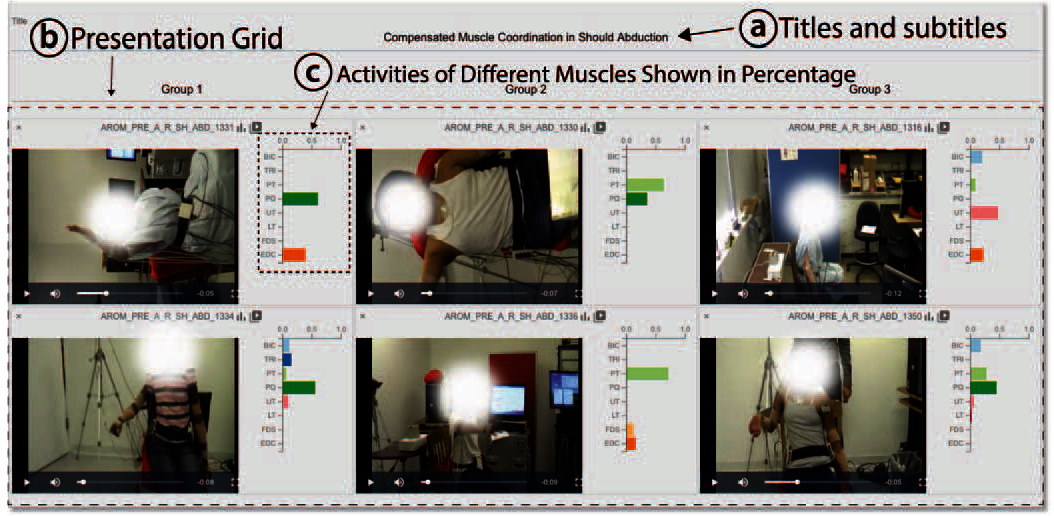 Title
ⓑ Presentation Grid
Compensated Muscle Coordination in Should Abduction
ⓐ Titles and subtitles
ⓒ Activities of Different Muscles Shown in Percentage
Group 1
Group 2
Group 3
× AROM_PRE_A_R_SH_ABD_1331
0.0 0.5 1.0
BIC
TRI
PT
PQ
UT
LT
FDS
EDC
-0:05
× AROM_PRE_A_R_SH_ABD_1330
0.0 0.5 1.0
BIC
TRI
PT
PQ
UT
LT
FDS
EDC
-0:07
× AROM_PRE_A_R_SH_ABD_1316
0.0 0.5 1.0
BIC
TRI
PT
PQ
UT
LT
FDS
EDC
-0:12
× AROM_PRE_A_R_SH_ABD_1334
0.0 0.5 1.0
BIC
TRI
PT
PQ
UT
LT
FDS
EDC
-0:08
× AROM_PRE_A_R_SH_ABD_1336
0.0 0.5 1.0
BIC
TRI
PT
PQ
UT
LT
FDS
EDC
-0:09
× AROM_PRE_A_R_SH_ABD_1350
0.0 0.5 1.0
BIC
TRI
PT
PQ
UT
LT
FDS
EDC
-0:05